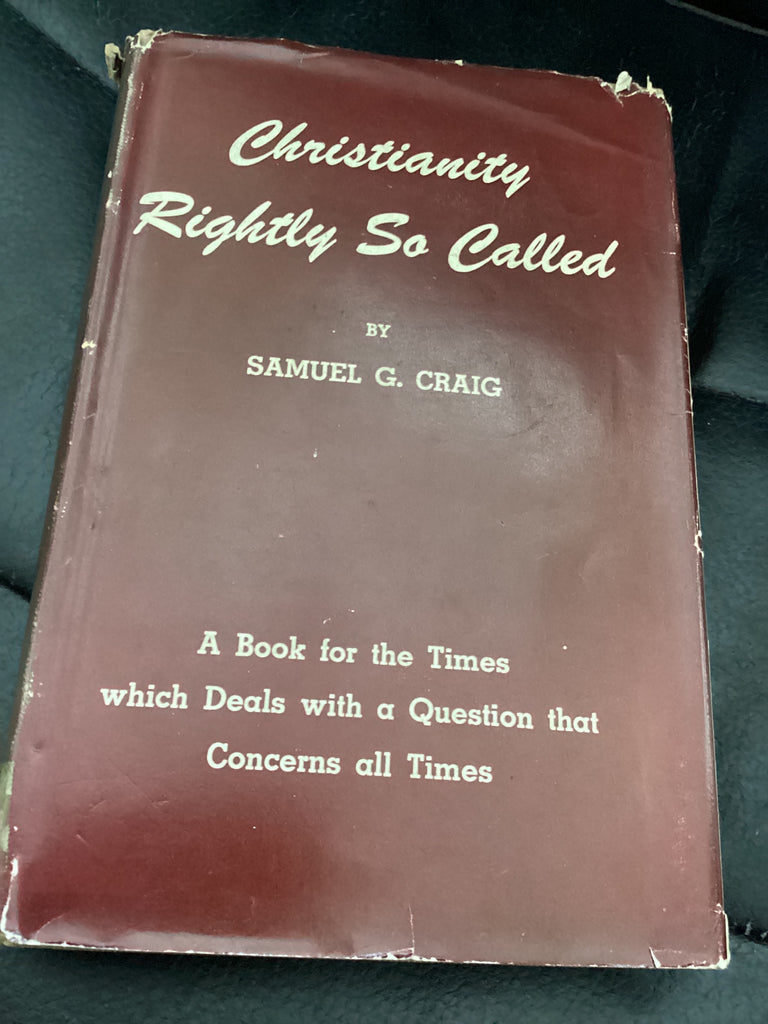 Christianity
Rightly So Called
BY
SAMUEL G. CRAIG
A Book for the Times
which Deals with a Question that
Concerns all Times